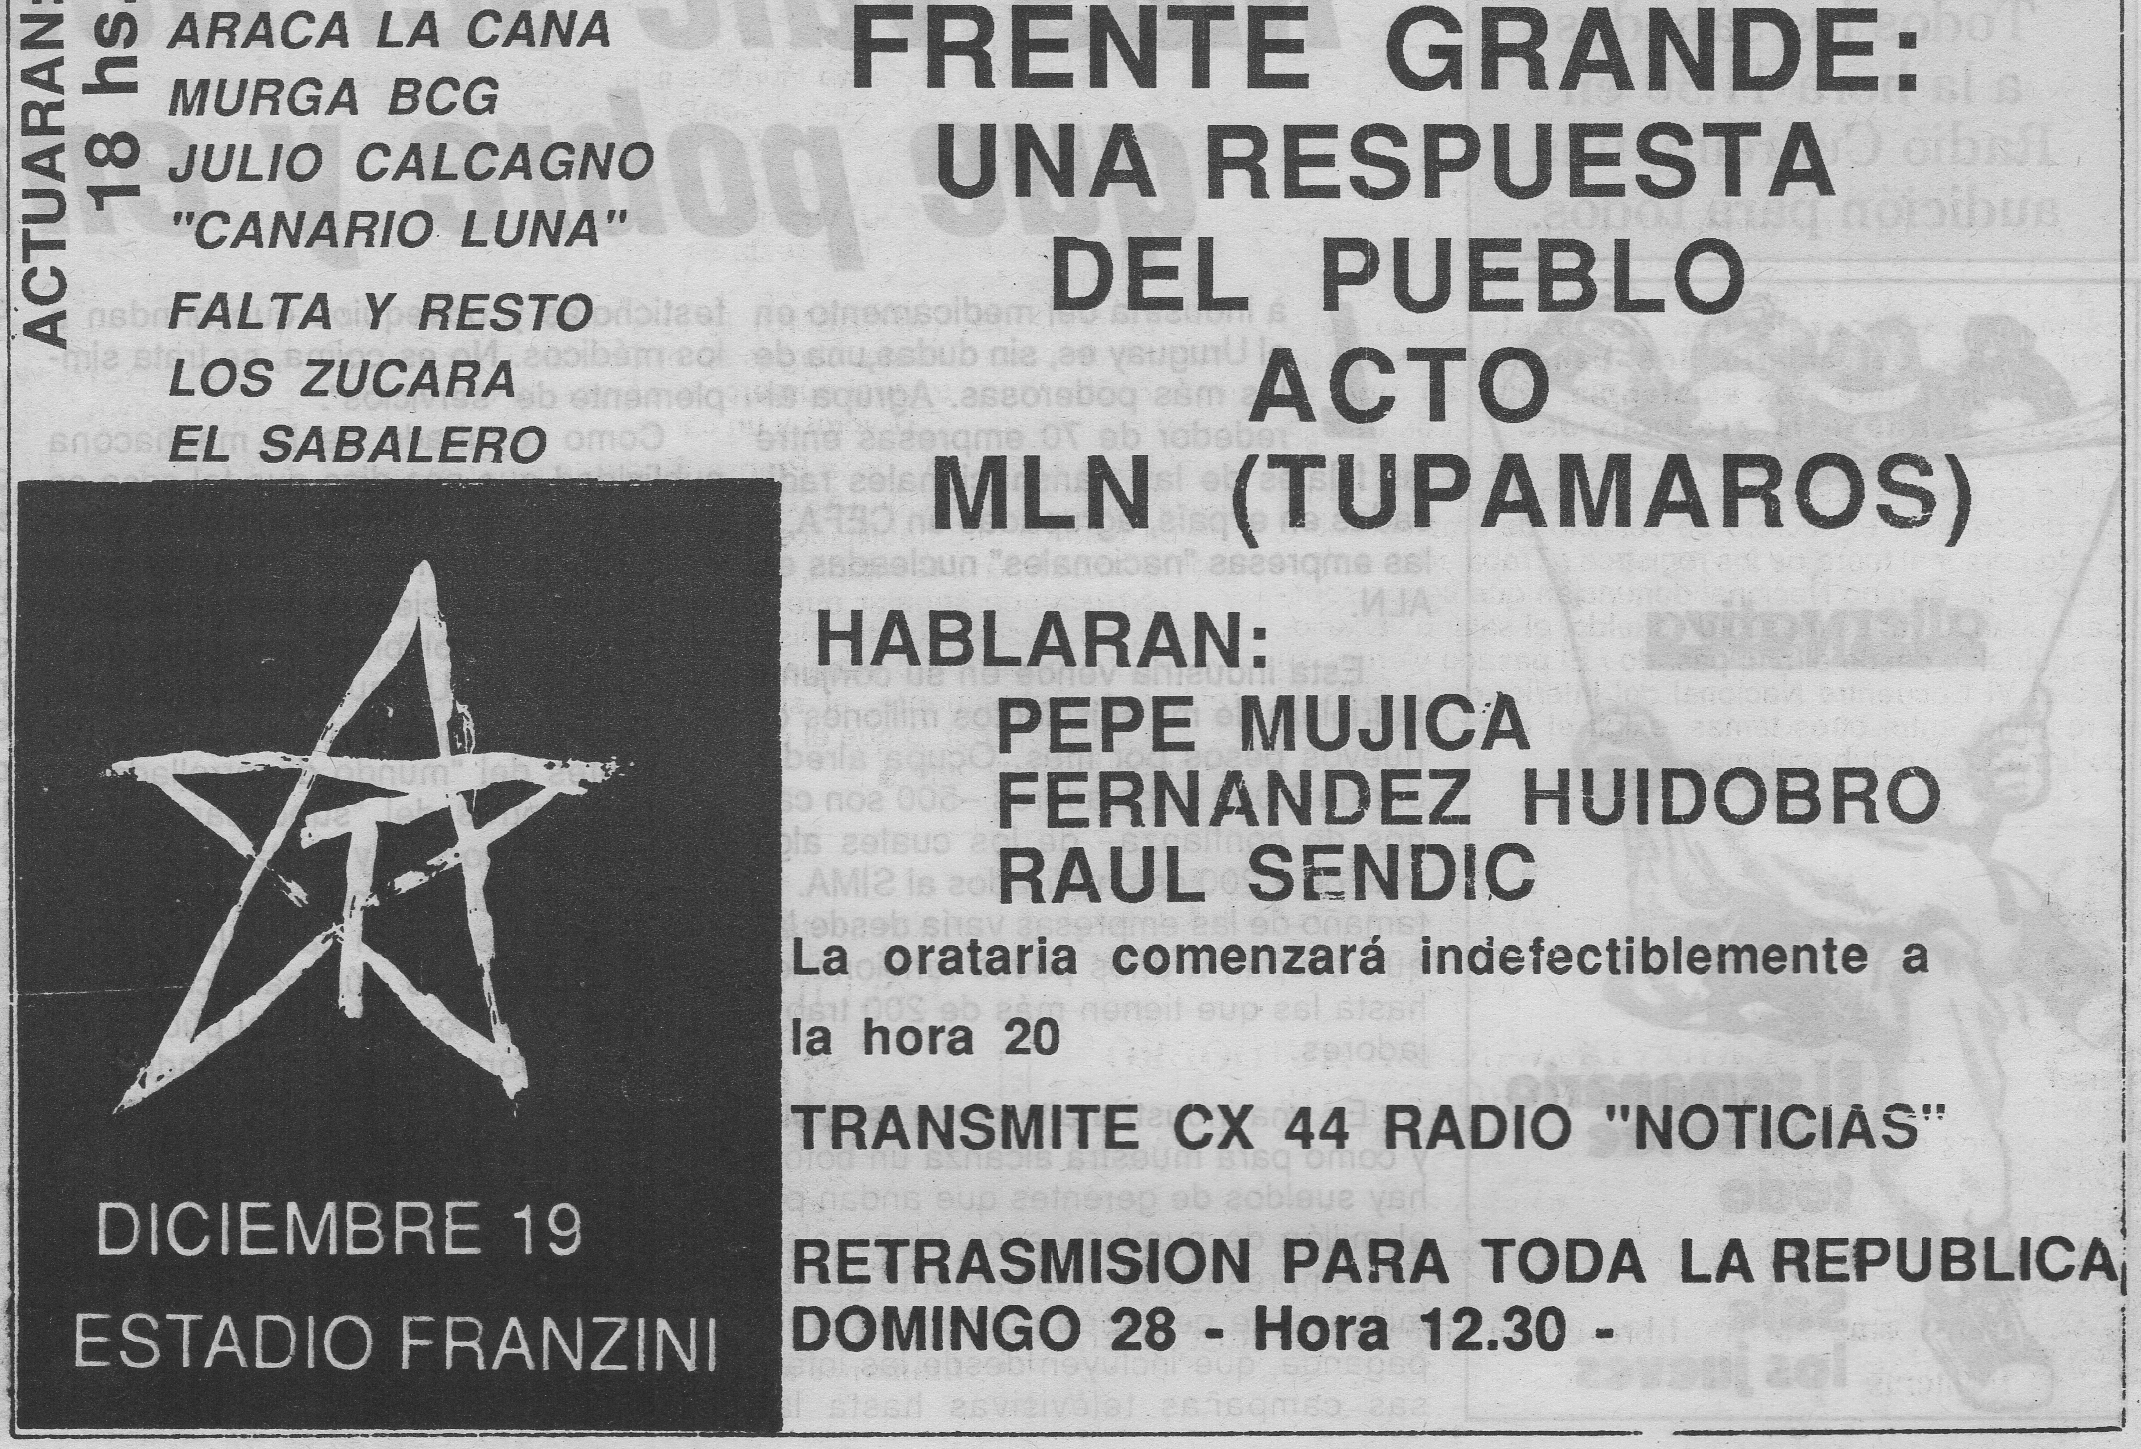 ACTUARAN:
18 hs.
ARACA LA CANA
MURGA BCG
JULIO CALCAGNO
"CANARIO LUNA"
FALTA Y RESTO
LOS ZUCARA
EL SABALERO
T
DICIEMBRE 19
ESTADIO FRANZINI
FRENTE GRANDE:
UNA RESPUESTA
DEL PUEBLO
ACTO
MLN (TUPAMAROS)
HABLARAN:
PEPE MUJICA
FERNANDEZ HUIDOBRO
RAUL SENDIC
La orataria comenzará indefectiblemente a
la hora 20
TRANSMITE CX 44 RADIO "NOTICIAS"
RETRASMISION PARA TODA LA REPUBLICA
DOMINGO 28 - Hora 12.30 -